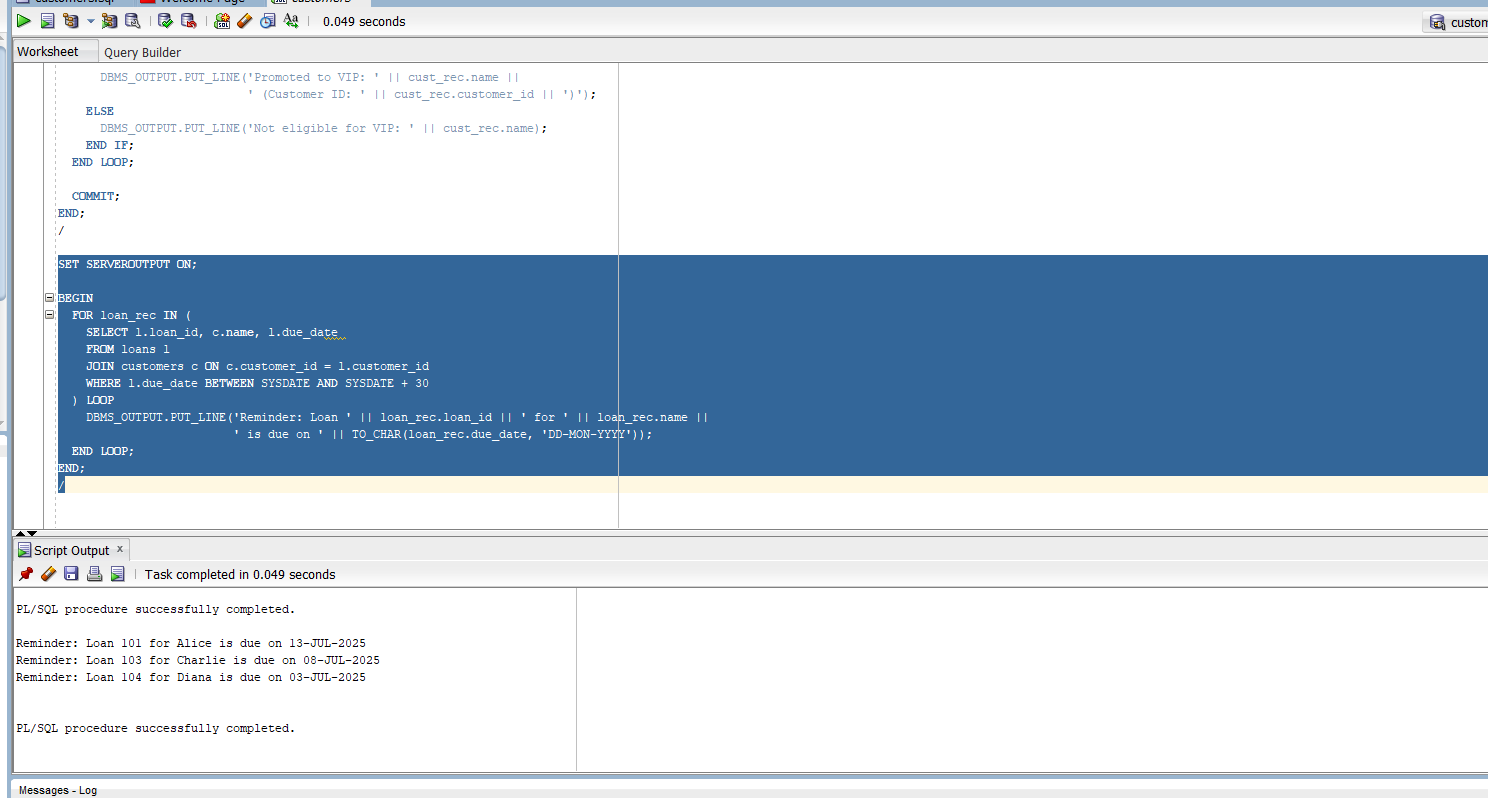 customers.sql
Welcome Page
customers
0.049 seconds
custom
Worksheet
Query Builder
DBMS_OUTPUT.PUT_LINE('Promoted to VIP: ' || cust_rec.name ||
' (Customer ID: ' || cust_rec.customer_id || ')');
ELSE
DBMS_OUTPUT.PUT_LINE('Not eligible for VIP: ' || cust_rec.name);
END IF;
END LOOP;
COMMIT;
END;
/
SET SERVEROUTPUT ON;
BEGIN
FOR loan_rec IN (
SELECT l.loan_id, c.name, l.due_date
FROM loans l
JOIN customers c ON c.customer_id = l.customer_id
WHERE l.due_date BETWEEN SYSDATE AND SYSDATE + 30
) LOOP
DBMS_OUTPUT.PUT_LINE('Reminder: Loan ' || loan_rec.loan_id || ' for ' || loan_rec.name ||
' is due on ' || TO_CHAR(loan_rec.due_date, 'DD-MON-YYYY'));
END LOOP;
END;
/
Script Output x
Task completed in 0.049 seconds
PL/SQL procedure successfully completed.
Reminder: Loan 101 for Alice is due on 13-JUL-2025
Reminder: Loan 103 for Charlie is due on 08-JUL-2025
Reminder: Loan 104 for Diana is due on 03-JUL-2025
PL/SQL procedure successfully completed.
Messages - Log